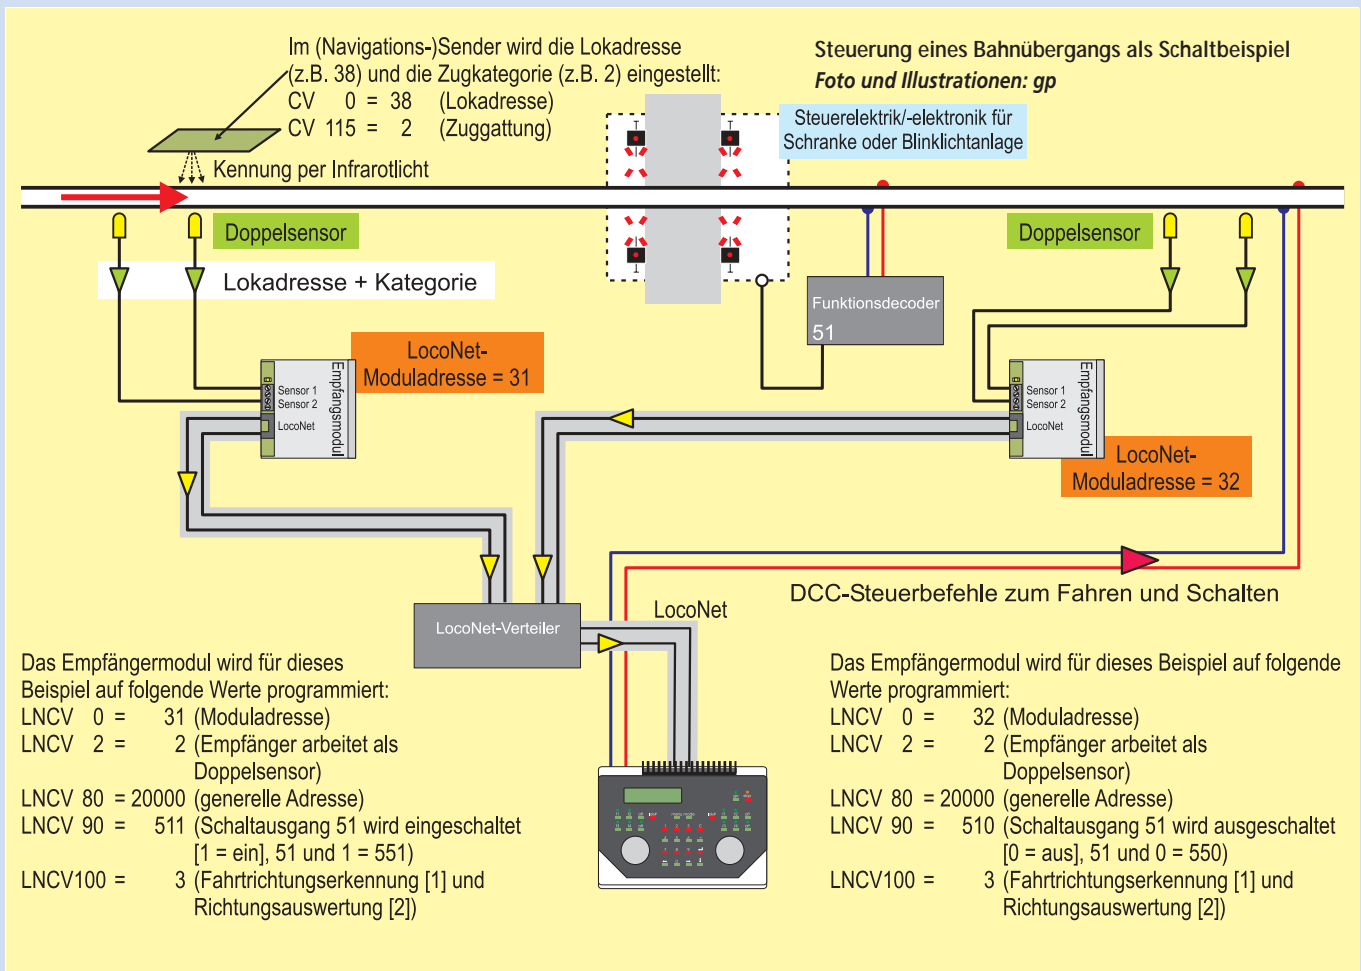 Im (Navigations-)Sender wird die Lokadresse
(z.B. 38) und die Zugkategorie (z.B. 2) eingestellt:
CV 0 = 38 (Lokadresse)
CV 115 = 2 (Zuggattung)
Kennung per Infrarotlicht
Steuerung eines Bahnübergangs als Schaltbeispiel
Foto und Illustrationen: gp
Steuerelektrik/-elektronik für
Schranke oder Blinklichtanlage
Doppelsensor
Doppelsensor
Lokadresse + Kategorie
Funktionsdecoder
51
LocoNet-
Moduladresse = 31
Sensor 1
Sensor 2
LocoNet
Empfangsmodul
Sensor 1
Sensor 2
LocoNet
Empfangsmodul
LocoNet-
Moduladresse = 32
DCC-Steuerbefehle zum Fahren und Schalten
LocoNet
LocoNet-Verteiler
Das Empfängermodul wird für dieses
Beispiel auf folgende Werte programmiert:
LNCV 0 = 31 (Moduladresse)
LNCV 2 = 2 (Empfänger arbeitet als
Doppelsensor)
LNCV 80 = 20000 (generelle Adresse)
LNCV 90 = 511 (Schaltausgang 51 wird eingeschaltet
[1 = ein], 51 und 1 = 551)
LNCV100 = 3 (Fahrtrichtungserkennung [1] und
Richtungsauswertung [2])
Das Empfängermodul wird für dieses Beispiel auf folgende
Werte programmiert:
LNCV 0 = 32 (Moduladresse)
LNCV 2 = 2 (Empfänger arbeitet als
Doppelsensor)
LNCV 80 = 20000 (generelle Adresse)
LNCV 90 = 510 (Schaltausgang 51 wird ausgeschaltet
[0 = aus], 51 und 0 = 550)
LNCV100 = 3 (Fahrtrichtungserkennung [1] und
Richtungsauswertung [2])